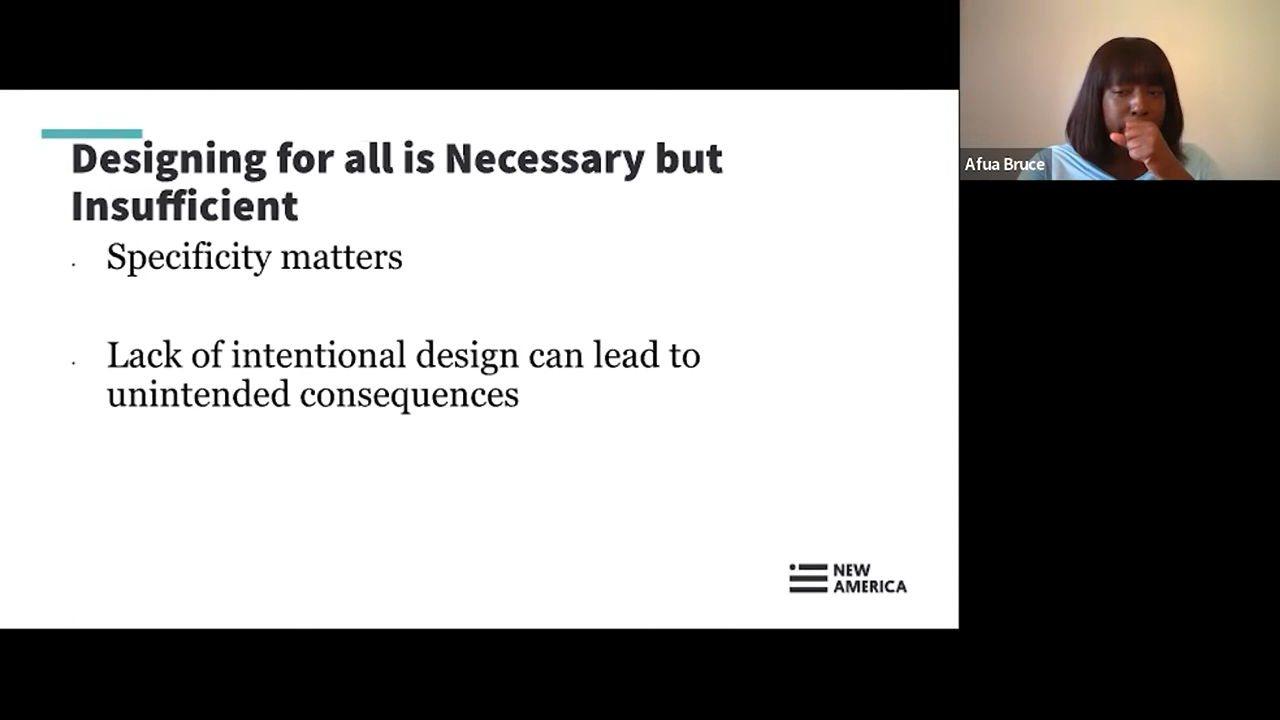 Designing for all is Necessary but
Insufficient
· Specificity matters
· Lack of intentional design can lead to
unintended consequences
NEW
AMERICA
Afua Bruce